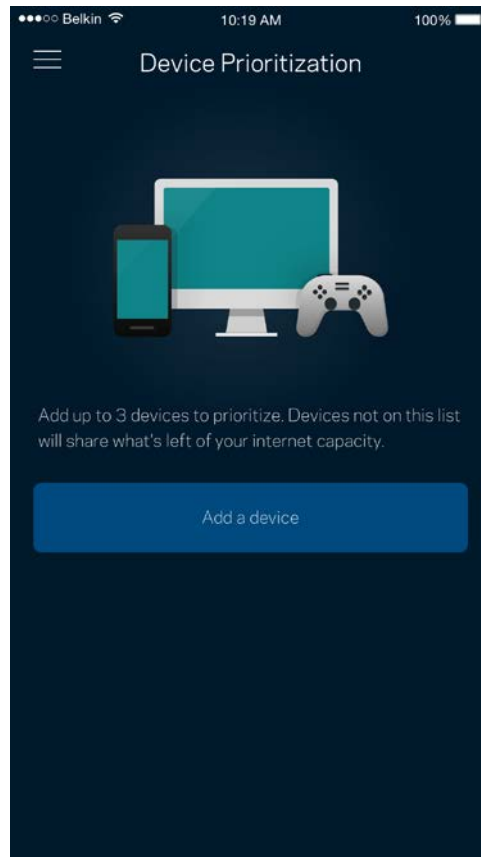 ●●●○○ Belkin 10:19 AM 100%
Device Prioritization
Add up to 3 devices to prioritize. Devices not on this list
will share what's left of your internet capacity.
Add a device